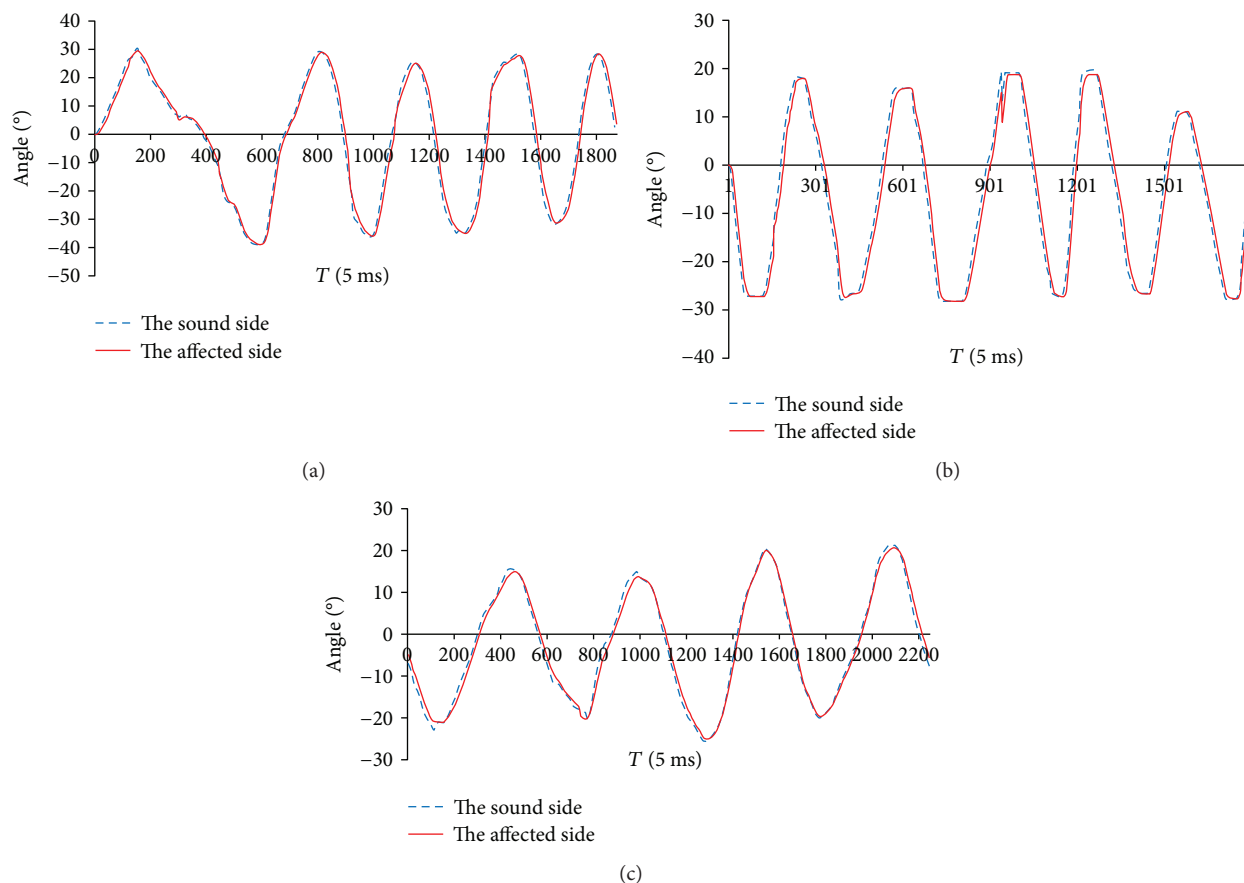 40
30
20
10
0
−10
−20
−30
−40
−50
Angle (°)
0 200 400 600 800 1000 1200 1400 1600 1800
T (5 ms)
The sound side
The affected side
(a)
30
20
10
0
−10
−20
−30
−40
Angle (°)
1 301 601 901 1201 1501
T (5 ms)
The sound side
The affected side
(b)
30
20
10
0
−10
−20
−30
Angle (°)
0 200 400 600 800 1000 1200 1400 1600 1800 2000 2200
T (5 ms)
The sound side
The affected side
(c)